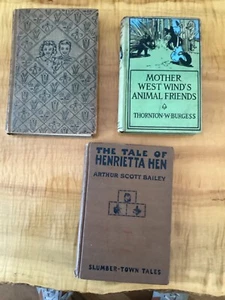 MOTHER
WEST WIND'S
ANIMAL FRIENDS
THORNTON W BURGESS
THE TALE OF
HENRIETTA HEN
ARTHUR SCOTT BAILEY
SLUMBER-TOWN TALES